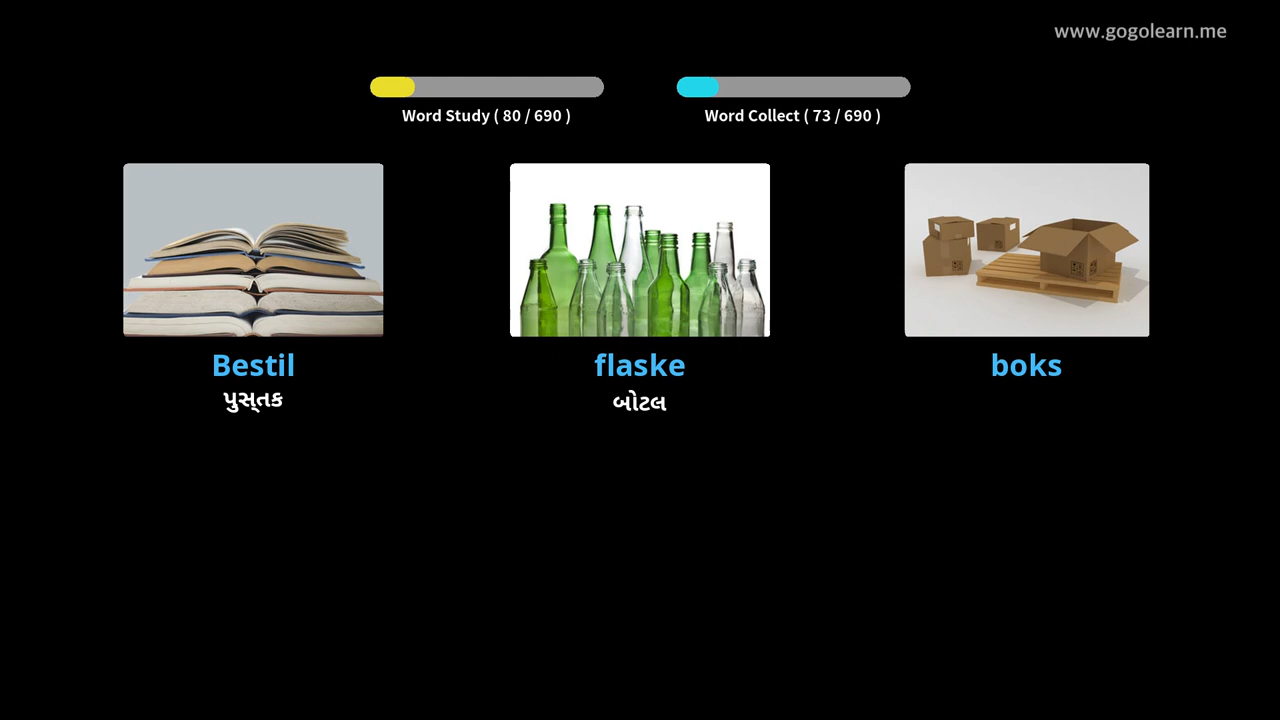 www.gogolearn.me
Word Study ( 80 / 690 )
Word Collect ( 73 / 690 )
Bestil
flaske
boks
પુસ્તક
બોટલ